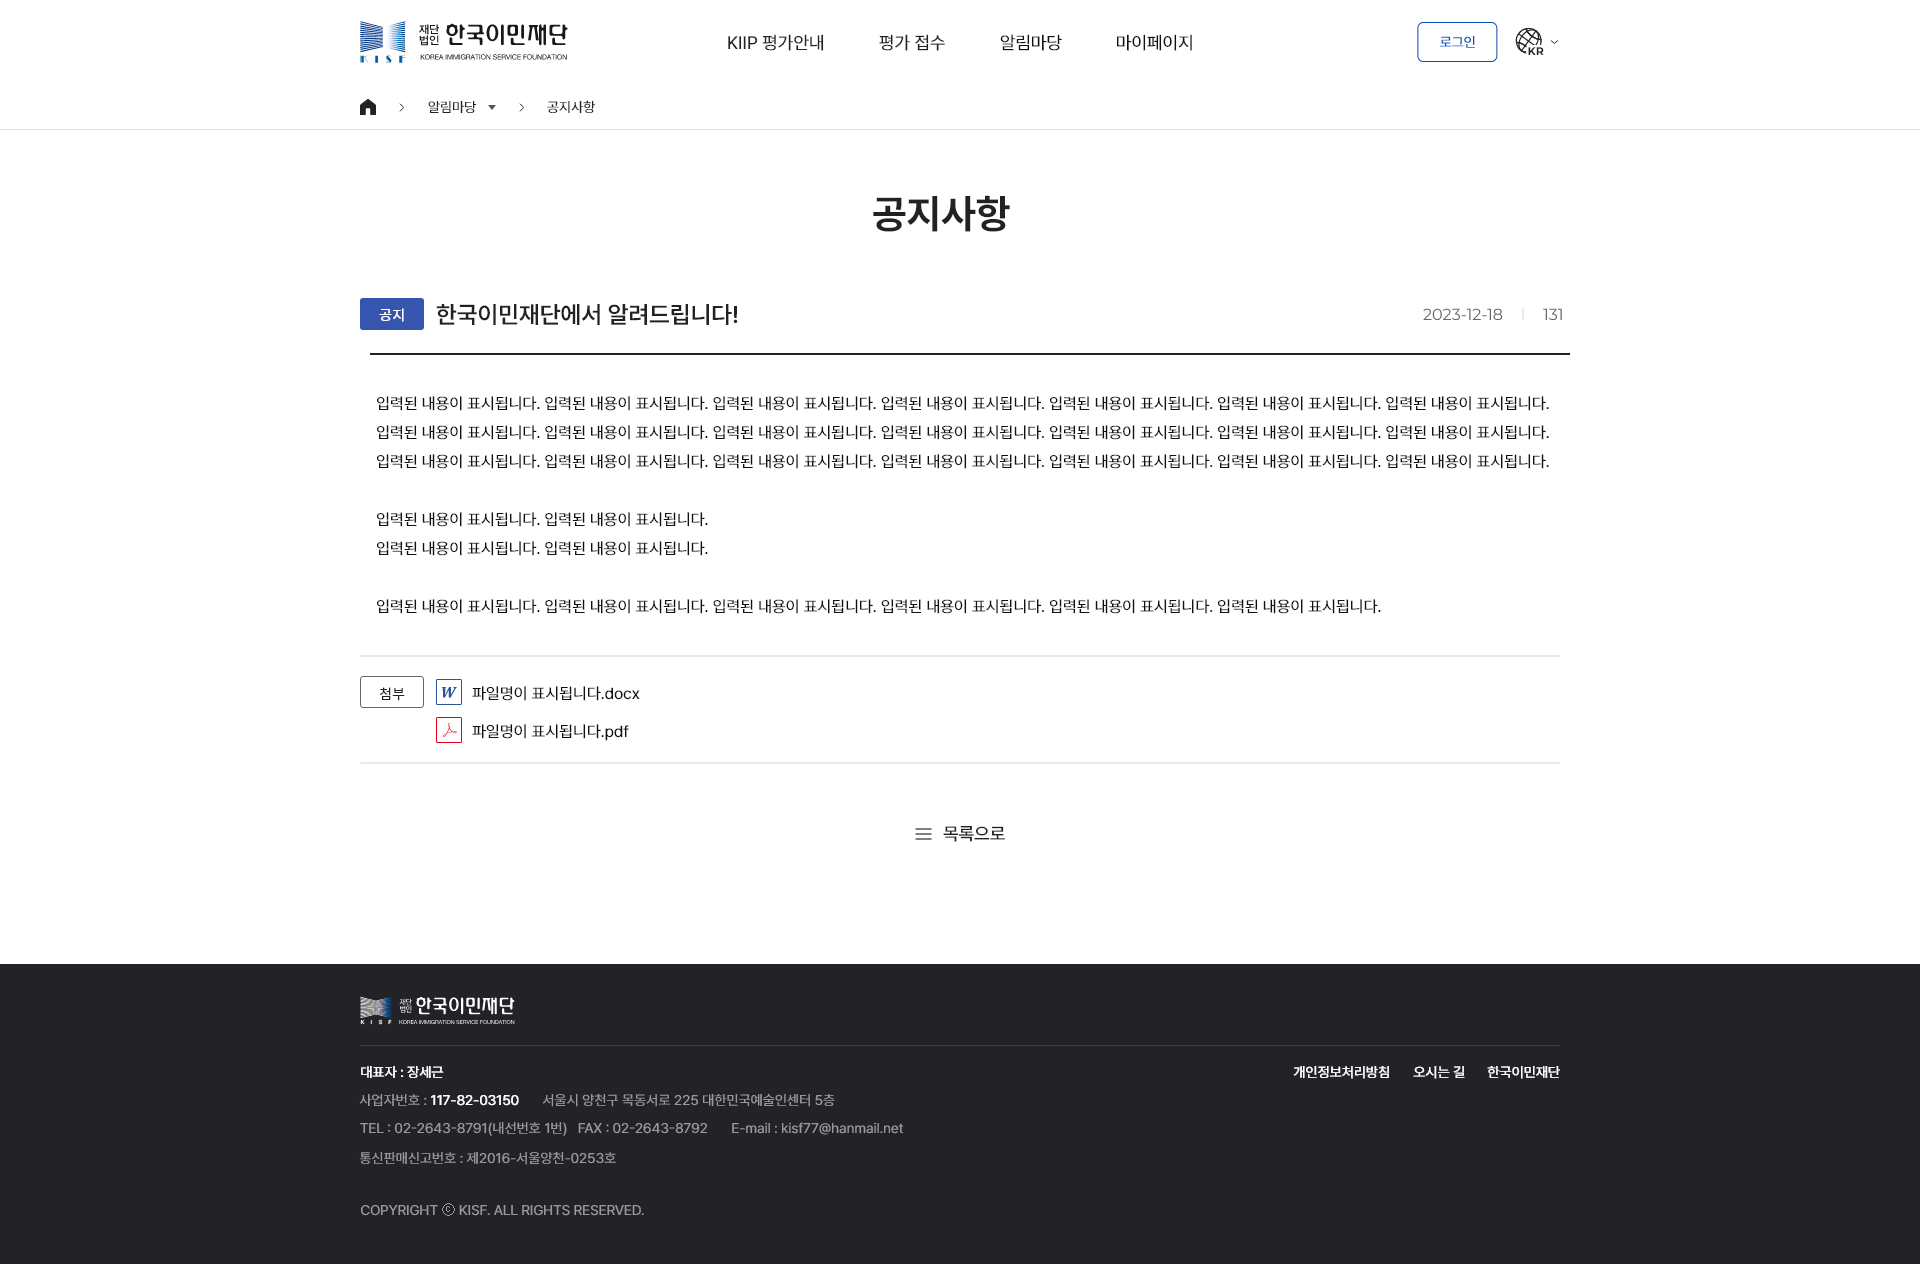 재단법인 한국이민재단
KISF KOREA IMMIGRATION SERVICE FOUNDATION
KIIP 평가안내 평가 접수 알림마당 마이페이지
로그인 KR
알림마당 공지사항
공지사항
공지 한국이민재단에서 알려드립니다! 2023-12-18 131
입력된 내용이 표시됩니다. 입력된 내용이 표시됩니다. 입력된 내용이 표시됩니다. 입력된 내용이 표시됩니다. 입력된 내용이 표시됩니다. 입력된 내용이 표시됩니다. 입력된 내용이 표시됩니다.
입력된 내용이 표시됩니다. 입력된 내용이 표시됩니다. 입력된 내용이 표시됩니다. 입력된 내용이 표시됩니다. 입력된 내용이 표시됩니다. 입력된 내용이 표시됩니다. 입력된 내용이 표시됩니다.
입력된 내용이 표시됩니다. 입력된 내용이 표시됩니다. 입력된 내용이 표시됩니다. 입력된 내용이 표시됩니다. 입력된 내용이 표시됩니다. 입력된 내용이 표시됩니다. 입력된 내용이 표시됩니다.
입력된 내용이 표시됩니다. 입력된 내용이 표시됩니다.
입력된 내용이 표시됩니다. 입력된 내용이 표시됩니다.
입력된 내용이 표시됩니다. 입력된 내용이 표시됩니다. 입력된 내용이 표시됩니다. 입력된 내용이 표시됩니다. 입력된 내용이 표시됩니다. 입력된 내용이 표시됩니다.
첨부 W 파일명이 표시됩니다.docx
파일명이 표시됩니다.pdf
목록으로
재단법인 한국이민재단
KISF KOREA IMMIGRATION SERVICE FOUNDATION
대표자 : 장세근 개인정보처리방침 오시는 길 한국이민재단
사업자번호 : 117-82-03150 서울시 양천구 목동서로 225 대한민국예술인센터 5층
TEL : 02-2643-8791(내선번호 1번) FAX : 02-2643-8792 E-mail : kisf77@hanmail.net
통신판매신고번호 : 제2016-서울양천-0253호
COPYRIGHT ⓒ KISF. ALL RIGHTS RESERVED.